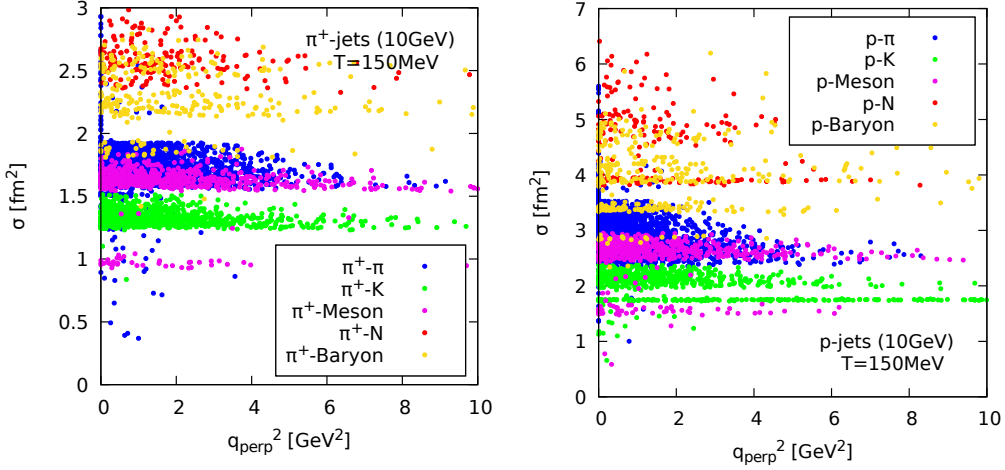 π⁺-jets (10GeV)
T=150MeV
σ [fm²]
3
2.5
2
1.5
1
0.5
0
π⁺-π
π⁺-K
π⁺-Meson
π⁺-N
π⁺-Baryon
0 2 4 6 8 10
q_perp² [GeV²]
σ [fm²]
7
6
5
4
3
2
1
0
p-π
p-K
p-Meson
p-N
p-Baryon
p-jets (10GeV)
T=150MeV
0 2 4 6 8 10
q_perp² [GeV²]